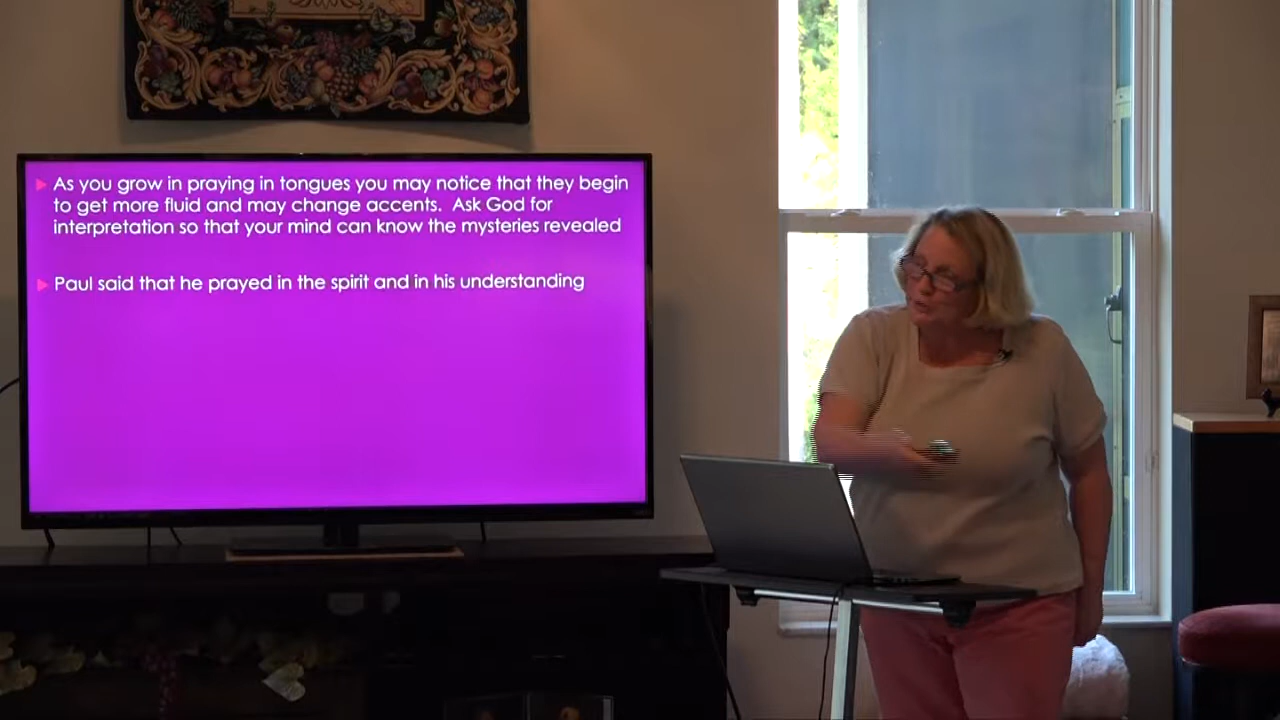 As you grow in praying in tongues you may notice that they begin
to get more fluid and may change accents.  Ask God for
interpretation so that your mind can know the mysteries revealed
Paul said that he prayed in the spirit and in his understanding